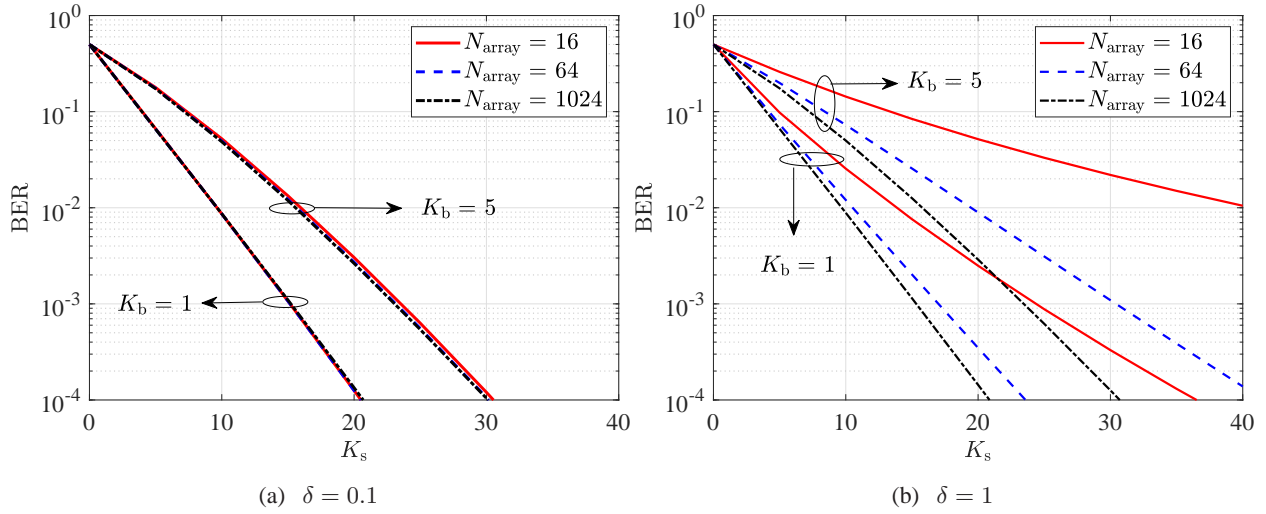 10^0
10^-1
10^-2
10^-3
10^-4
BER
0
10
20
30
40
K_s
N_array = 16
N_array = 64
N_array = 1024
K_b = 5
K_b = 1
(a) δ = 0.1
10^0
10^-1
10^-2
10^-3
10^-4
BER
0
10
20
30
40
K_s
N_array = 16
N_array = 64
N_array = 1024
K_b = 5
K_b = 1
(b) δ = 1